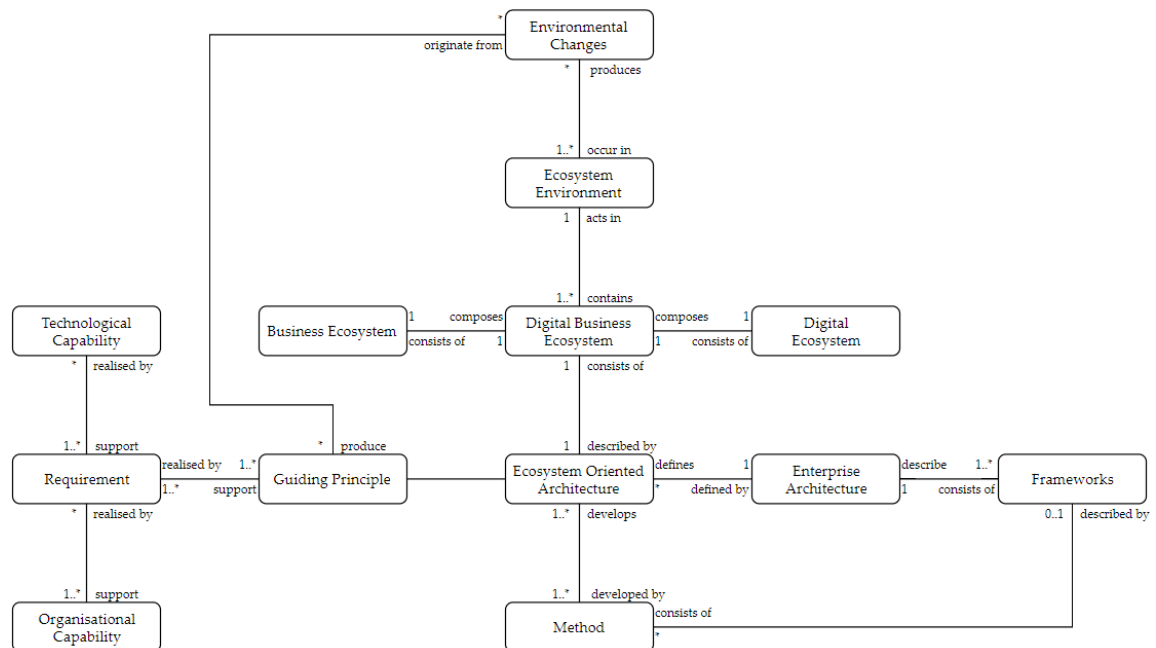 *
Environmental
Changes
originate from
* produces
1..* occur in
Ecosystem
Environment
1 acts in
1..* contains
Technological
Capability
Business Ecosystem
1 composes
consists of 1
Digital Business
Ecosystem
composes 1
1 consists of
Digital
Ecosystem
* realised by
1 consists of
1..* support
* produce
1 described by
Requirement
realised by 1..*
1..* support
Guiding Principle
Ecosystem Oriented
Architecture
defines 1
* defined by
Enterprise
Architecture
describe 1..*
1 consists of
Frameworks
* realised by
1..* develops
0..1 described by
1..* support
1..* developed by
Organisational
Capability
Method
consists of
*